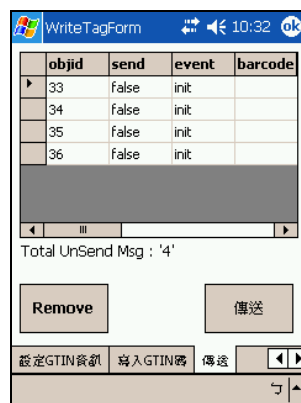 WriteTagForm 10:32 ok
objid send event barcode
33 false init
34 false init
35 false init
36 false init
Total UnSend Msg : '4'
Remove 傳送
設定GTIN資訊 寫入GTIN碼 傳送
ㄅ